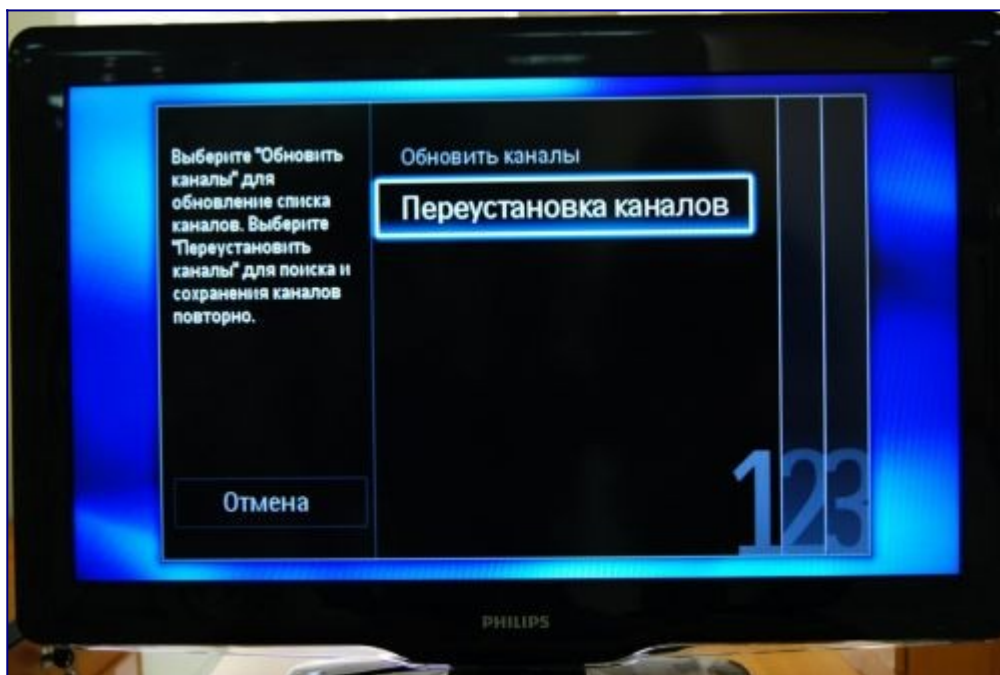 Выберите "Обновить
каналы" для
обновление списка
каналов. Выберите
"Переустановить
каналы" для поиска и
сохранения каналов
повторно.
Отмена
Обновить каналы
Переустановка каналов
123
PHILIPS